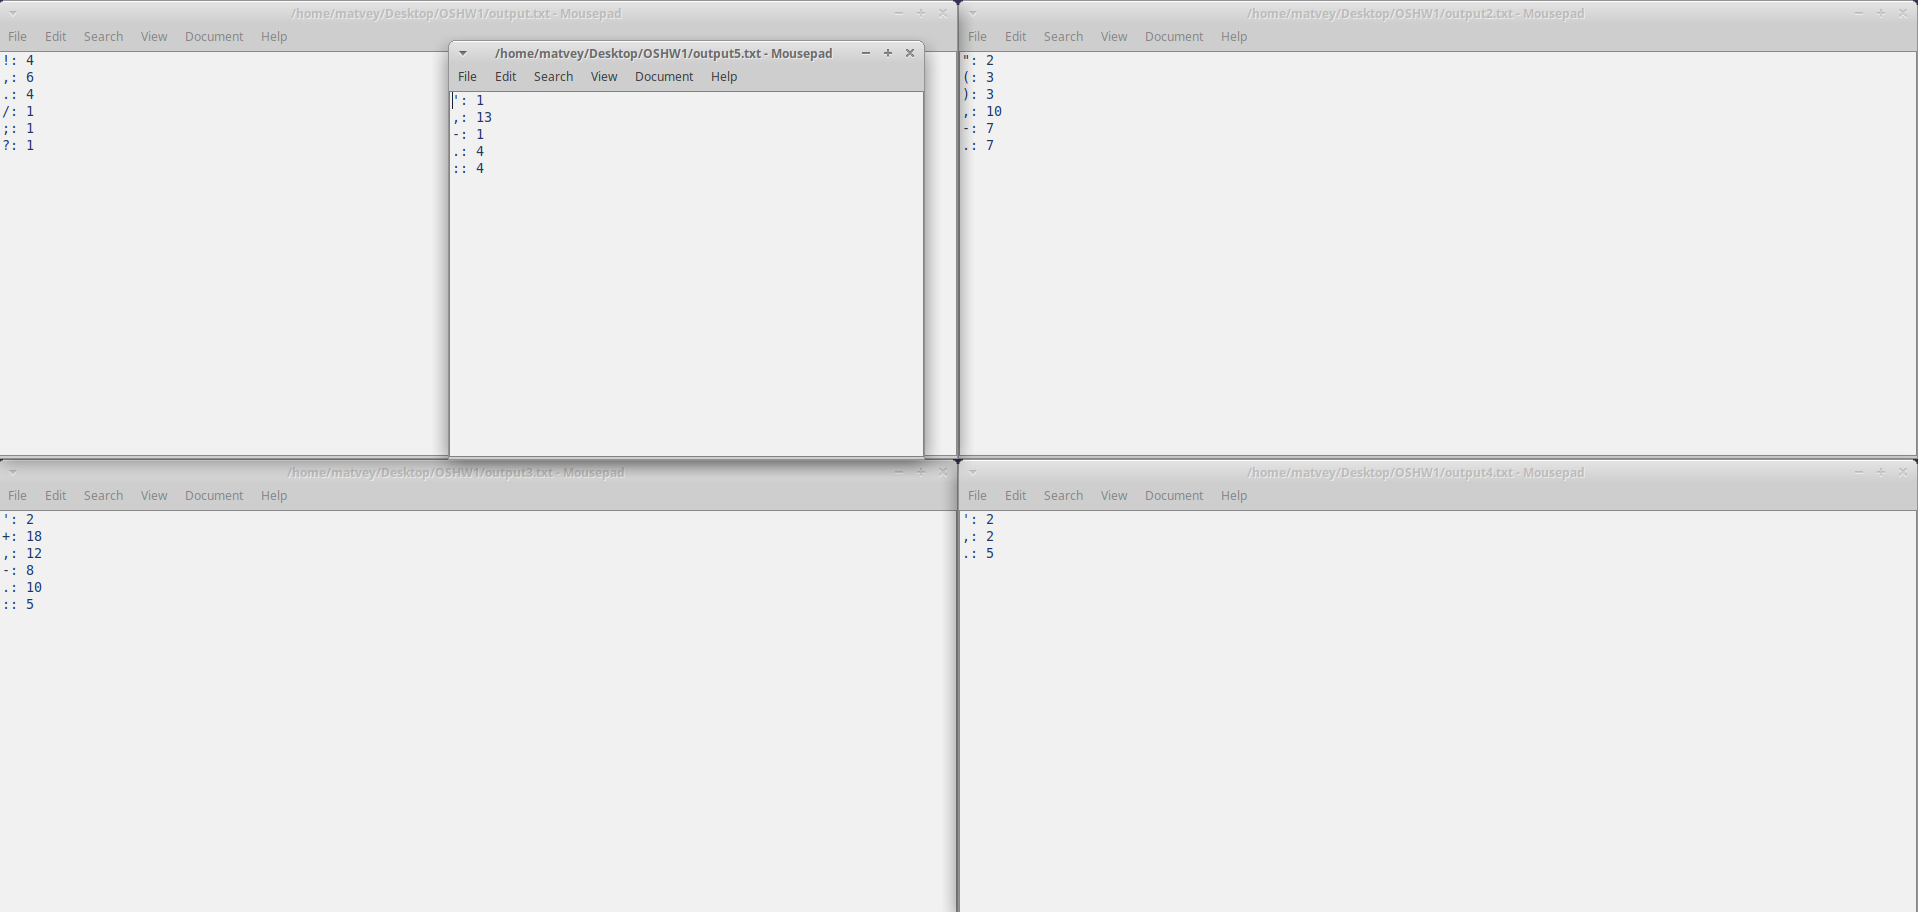 /home/matvey/Desktop/OSHW1/output.txt - Mousepad
File Edit Search View Document Help
!: 4
,: 6
.: 4
/: 1
;: 1
?: 1
/home/matvey/Desktop/OSHW1/output5.txt - Mousepad
File Edit Search View Document Help
': 1
,: 13
-: 1
.: 4
:: 4
/home/matvey/Desktop/OSHW1/output2.txt - Mousepad
File Edit Search View Document Help
": 2
(: 3
): 3
,: 10
-: 7
.: 7
/home/matvey/Desktop/OSHW1/output3.txt - Mousepad
File Edit Search View Document Help
': 2
+: 18
,: 12
-: 8
.: 10
:: 5
/home/matvey/Desktop/OSHW1/output4.txt - Mousepad
File Edit Search View Document Help
': 2
,: 2
.: 5